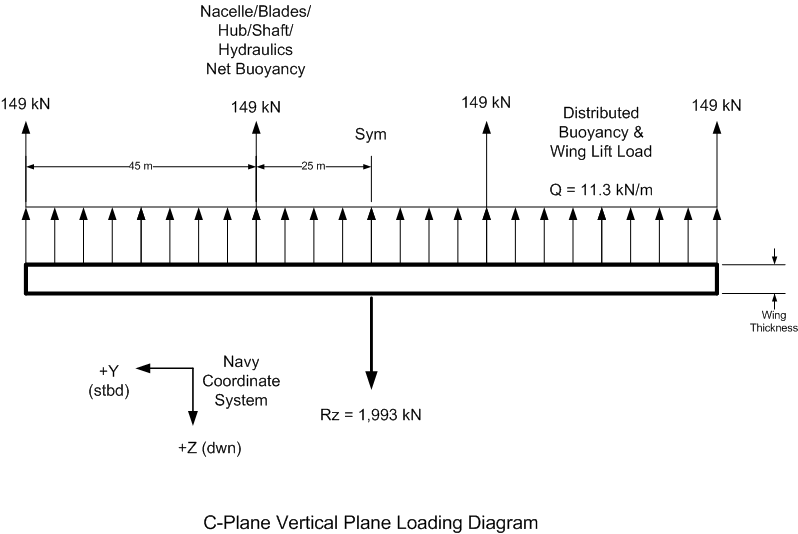 Nacelle/Blades/
Hub/Shaft/
Hydraulics
Net Buoyancy
149 kN
149 kN
149 kN
149 kN
Distributed
Buoyancy &
Wing Lift Load
Sym
45 m
25 m
Q = 11.3 kN/m
Wing
Thickness
+Y
(stbd)
Navy
Coordinate
System
Rz = 1,993 kN
+Z (dwn)
C-Plane Vertical Plane Loading Diagram